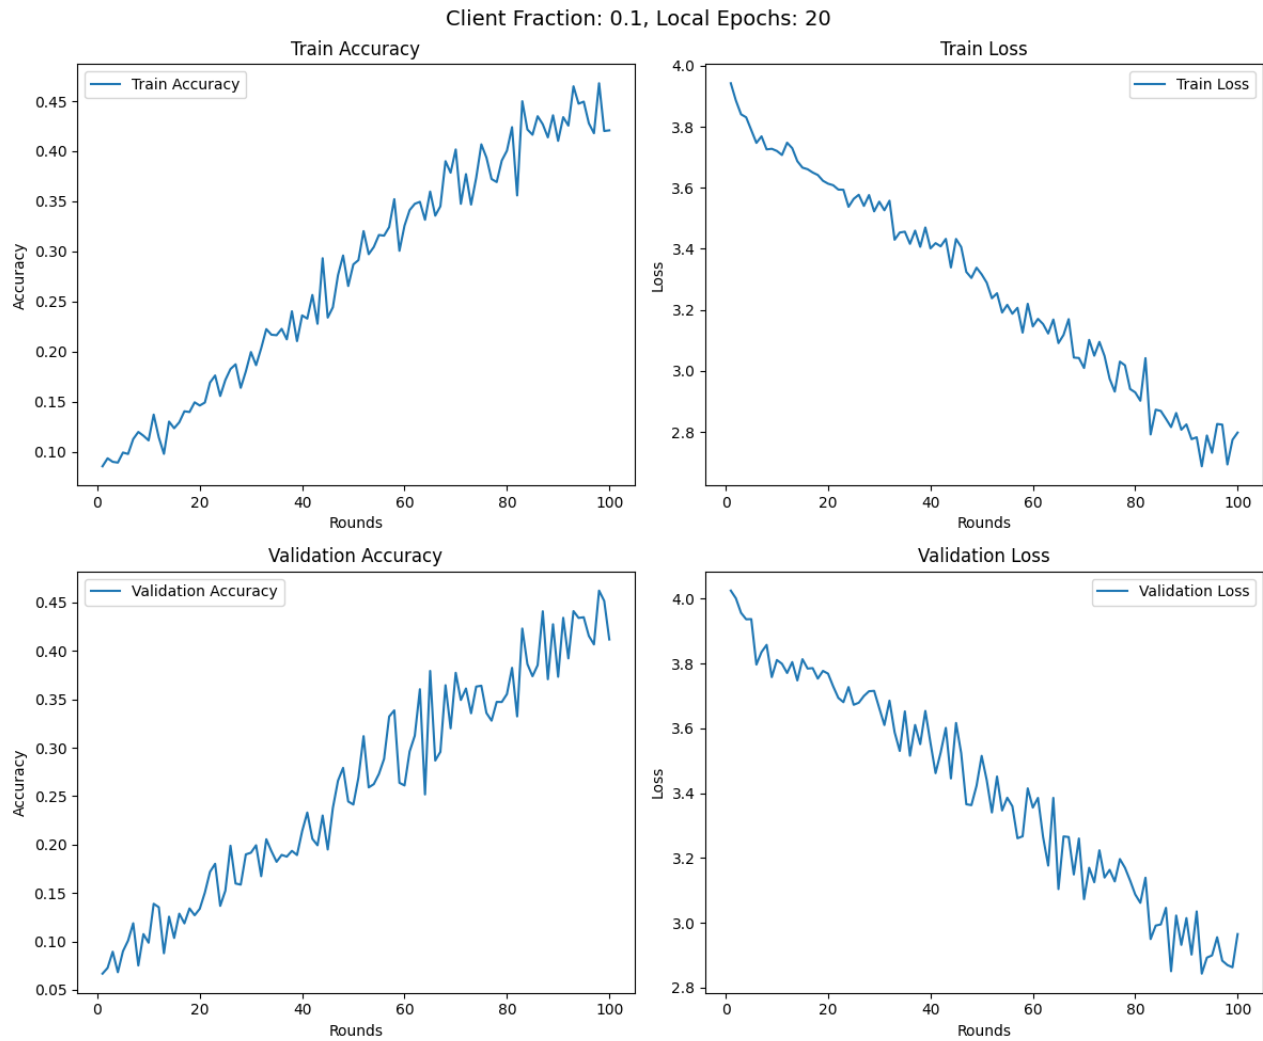 Client Fraction: 0.1, Local Epochs: 20
Train Accuracy
Train Accuracy
Accuracy
0.45
0.40
0.35
0.30
0.25
0.20
0.15
0.10
0 20 40 60 80 100
Rounds
Train Loss
Train Loss
Loss
4.0
3.8
3.6
3.4
3.2
3.0
2.8
0 20 40 60 80 100
Rounds
Validation Accuracy
Validation Accuracy
Accuracy
0.45
0.40
0.35
0.30
0.25
0.20
0.15
0.10
0.05
0 20 40 60 80 100
Rounds
Validation Loss
Validation Loss
Loss
4.0
3.8
3.6
3.4
3.2
3.0
2.8
0 20 40 60 80 100
Rounds